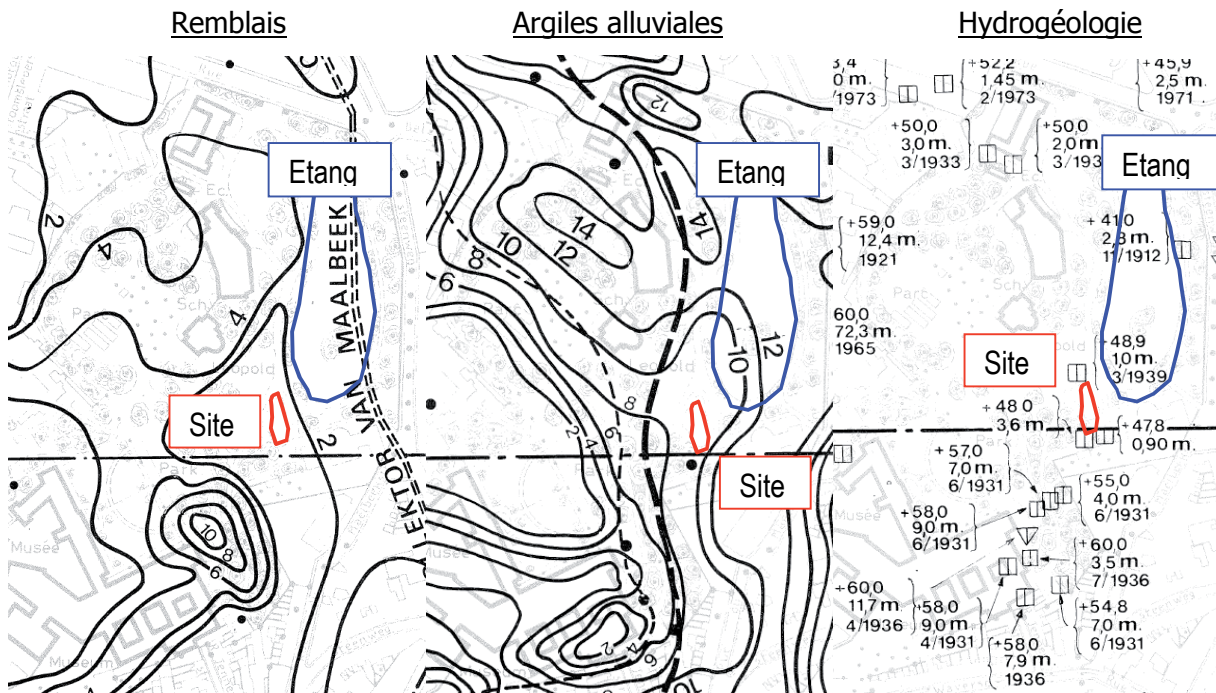 Remblais
Argiles alluviales
Hydrogéologie
2
4
4
2
Etang
MAALBEEK
VAN
EKTOR
Site
Park
Musée
Museum
10
8
6
12
14
10
12
8
14
Etang
10
12
8
6
4
2
Site
2
4
6
10
3,4
0 m.
/1973
+52,2
1,45 m.
2/1973
+45,9
2,5 m.
1971
+50,0
3,0 m.
3/1933
+50,0
2,0 m.
3/193
Etang
+59,0
12,4 m.
1921
+41,0
2,3 m.
11/1912
60,0
72,3 m.
1965
Site
+48,9
1,0 m.
3/1939
+48 0
3,6 m.
+47,8
0,90 m.
+57,0
7,0 m.
6/1931
+55,0
4,0 m.
6/1931
+58,0
9,0 m.
6/1931
+60,0
3,5 m.
7/1936
+60,0
11,7 m.
4/1936
+58,0
9,0 m.
4/1931
+54,8
7,0 m.
6/1931
+58,0
7,9 m.
1936